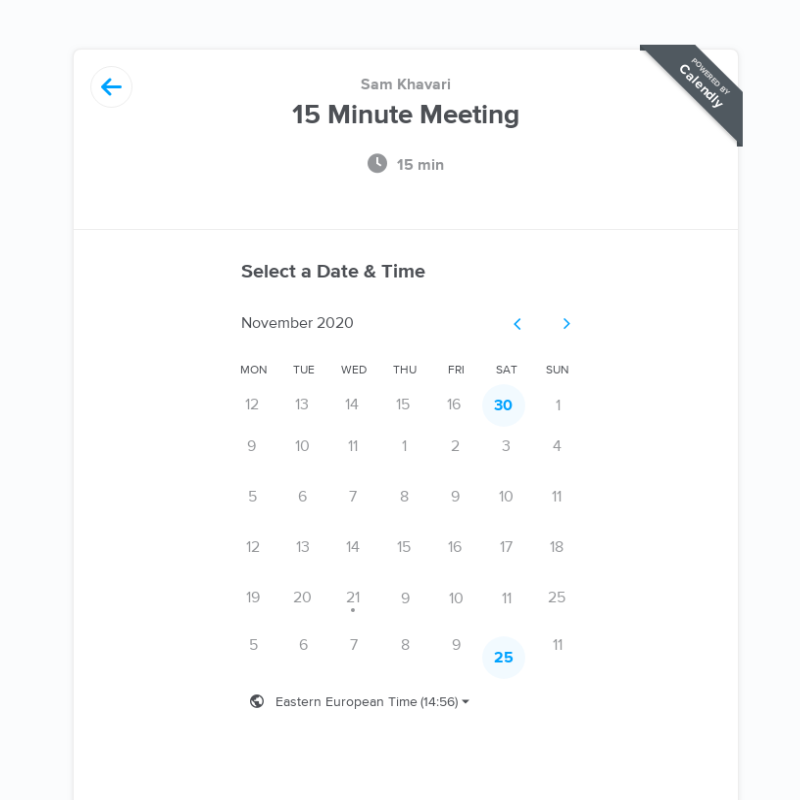 POWERED BY
Calendly
Sam Khavari
15 Minute Meeting
15 min
Select a Date & Time
November 2020
MON TUE WED THU FRI SAT SUN
12 13 14 15 16 30 1
9 10 11 1 2 3 4
5 6 7 8 9 10 11
12 13 14 15 16 17 18
19 20 21 9 10 11 25
5 6 7 8 9 25 11
Eastern European Time (14:56)